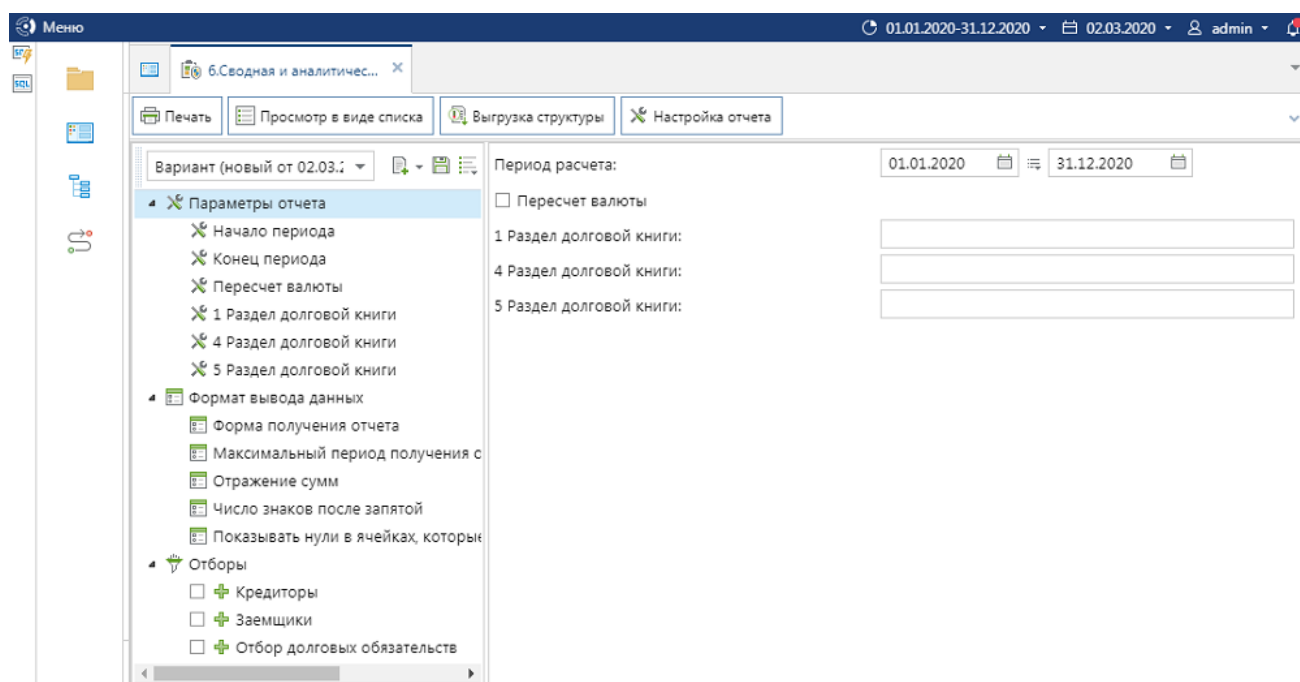 Меню 01.01.2020-31.12.2020 02.03.2020 admin
SQL
6.Сводная и аналитичес...
Печать Просмотр в виде списка Выгрузка структуры Настройка отчета
Вариант (новый от 02.03.2
Параметры отчета
Начало периода
Конец периода
Пересчет валюты
1 Раздел долговой книги
4 Раздел долговой книги
5 Раздел долговой книги
Формат вывода данных
Форма получения отчета
Максимальный период получения о
Отражение сумм
Число знаков после запятой
Показывать нули в ячейках, которые
Отборы
Кредиторы
Заемщики
Отбор долговых обязательств
Период расчета: 01.01.2020 31.12.2020
Пересчет валюты
1 Раздел долговой книги:
4 Раздел долговой книги:
5 Раздел долговой книги: